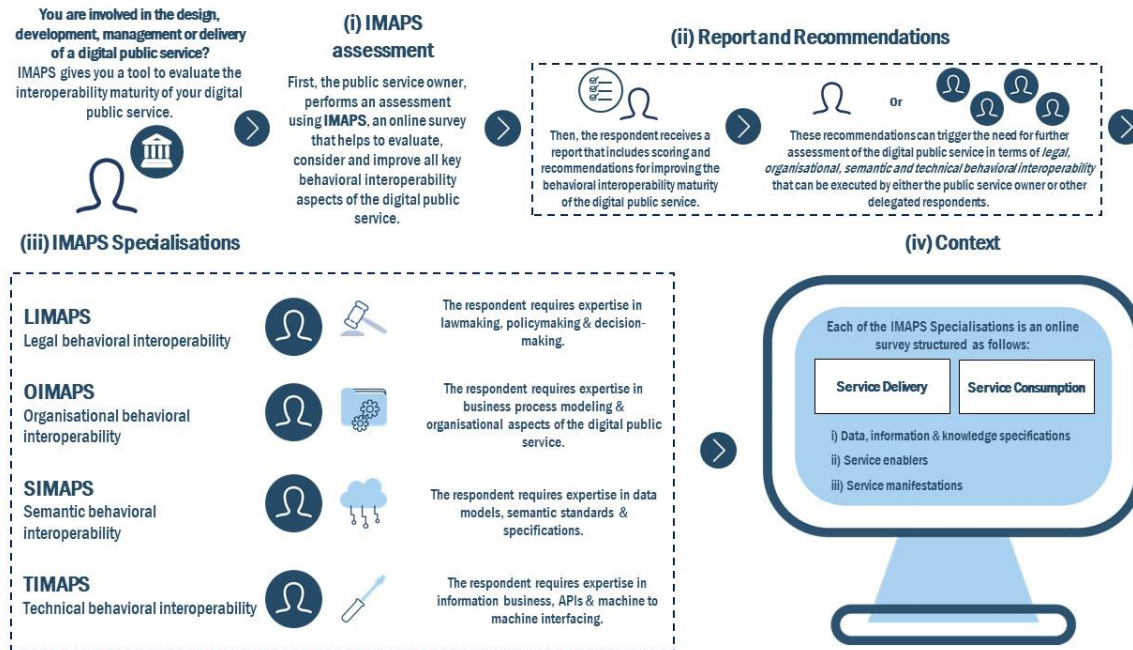 You are involved in the design,
development, management or delivery
of a digital public service?
IMAPS gives you a tool to evaluate the
interoperability maturity of your digital
public service.
(i) IMAPS
assessment
First, the public service owner,
performs an assessment
using IMAPS, an online survey
that helps to evaluate,
consider and improve all key
behavioral interoperability
aspects of the digital public
service.
(ii) Report and Recommendations
Then, the respondent receives a
report that includes scoring and
recommendations for improving the
behavioral interoperability maturity
of the digital public service.
Or
These recommendations can trigger the need for further
assessment of the digital public service in terms of legal,
organisational, semantic and technical behavioral interoperability
that can be executed by either the public service owner or other
delegated respondents.
(iii) IMAPS Specialisations
LIMAPS
Legal behavioral interoperability
The respondent requires expertise in
lawmaking, policymaking & decision-
making.
OIMAPS
Organisational behavioral
interoperability
The respondent requires expertise in
business process modeling &
organisational aspects of the digital public
service.
SIMAPS
Semantic behavioral
interoperability
The respondent requires expertise in data
models, semantic standards &
specifications.
TIMAPS
Technical behavioral interoperability
The respondent requires expertise in
information business, APIs & machine to
machine interfacing.
(iv) Context
Each of the IMAPS Specialisations is an online
survey structured as follows:
Service Delivery
Service Consumption
i) Data, information & knowledge specifications
ii) Service enablers
iii) Service manifestations